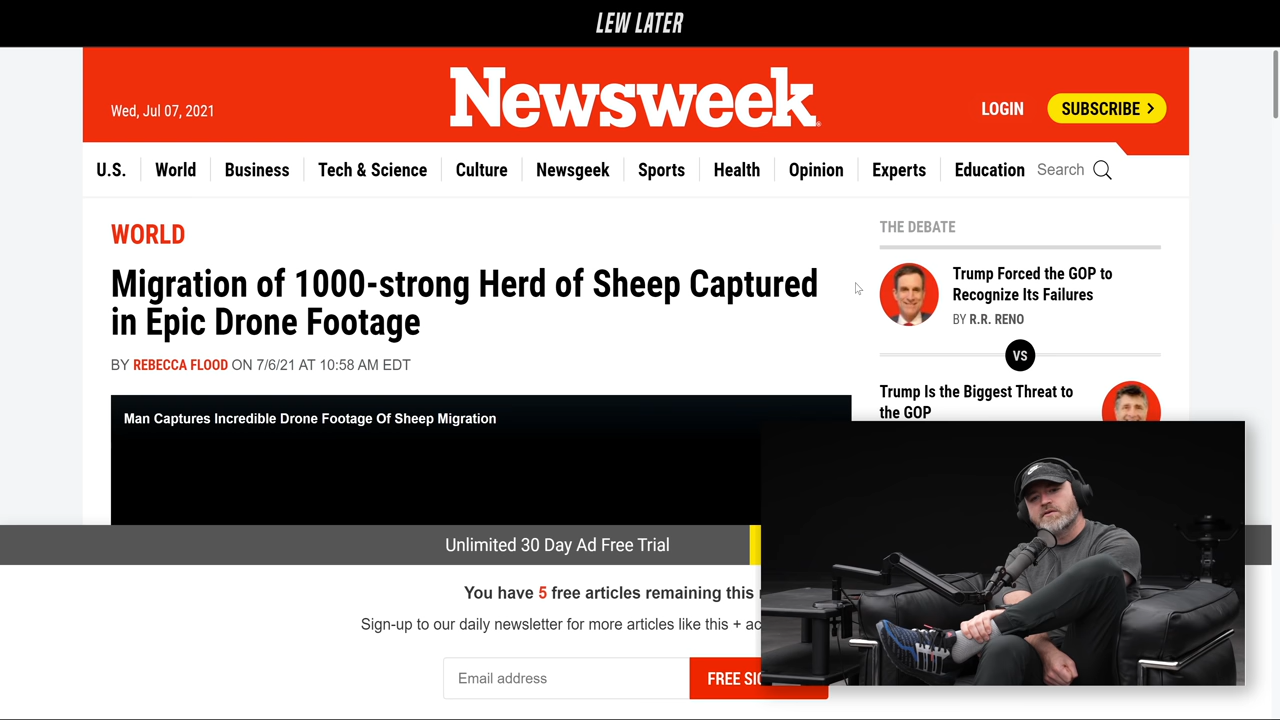 LEW LATER
Wed, Jul 07, 2021
Newsweek
LOGIN
SUBSCRIBE
U.S.
World
Business
Tech & Science
Culture
Newsgeek
Sports
Health
Opinion
Experts
Education
Search
WORLD
Migration of 1000-strong Herd of Sheep Captured
in Epic Drone Footage
BY REBECCA FLOOD ON 7/6/21 AT 10:58 AM EDT
Man Captures Incredible Drone Footage Of Sheep Migration
THE DEBATE
Trump Forced the GOP to
Recognize Its Failures
BY R.R. RENO
VS
Trump Is the Biggest Threat to
the GOP
Unlimited 30 Day Ad Free Trial
You have 5 free articles remaining this
Sign-up to our daily newsletter for more articles like this +
Email address
FREE